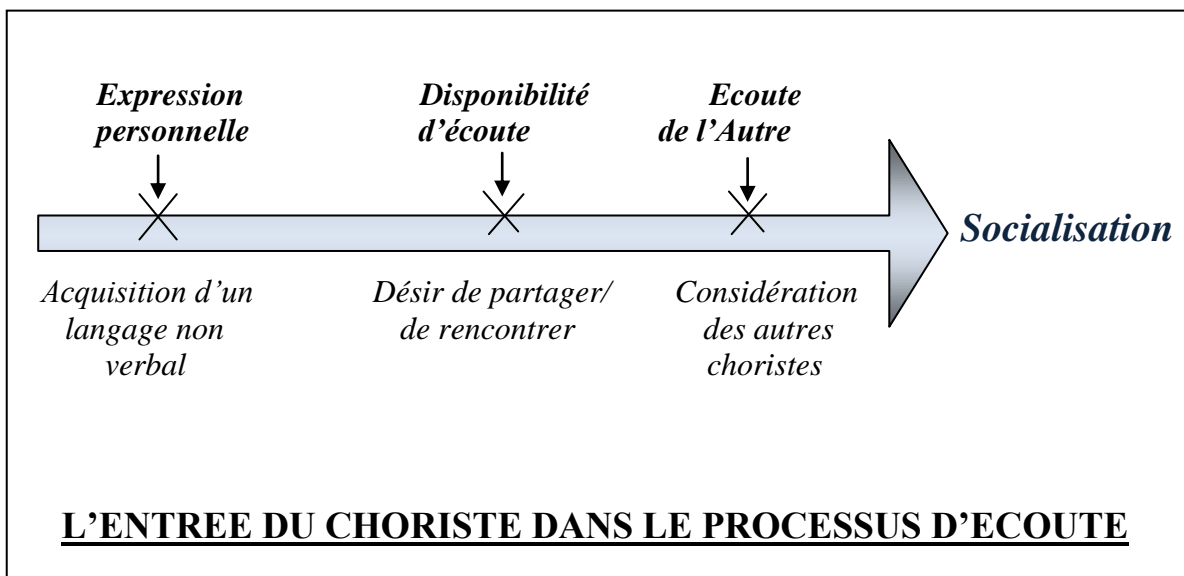 Expression
personnelle
Disponibilité
d’écoute
Ecoute
de l’Autre
Socialisation
Acquisition d’un
langage non
verbal
Désir de partager/
de rencontrer
Considération
des autres
choristes
L’ENTREE DU CHORISTE DANS LE PROCESSUS D’ECOUTE